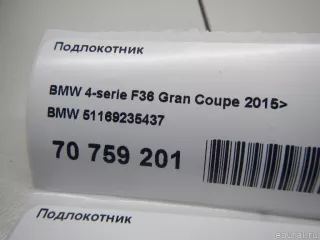 Подлокотник
BMW 4-serie F36 Gran Coupe 2015>
BMW 51169235437
70 759 201
Подлокотник